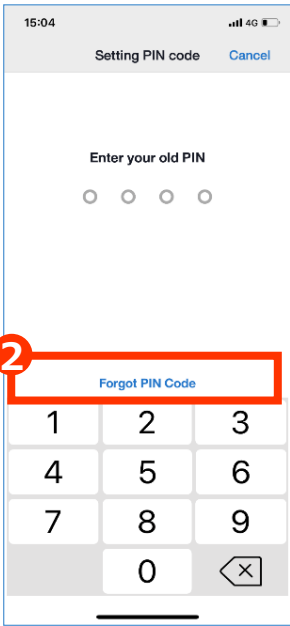 15:04 4G
Setting PIN code Cancel
Enter your old PIN
2
Forgot PIN Code
1 2 3
4 5 6
7 8 9
0